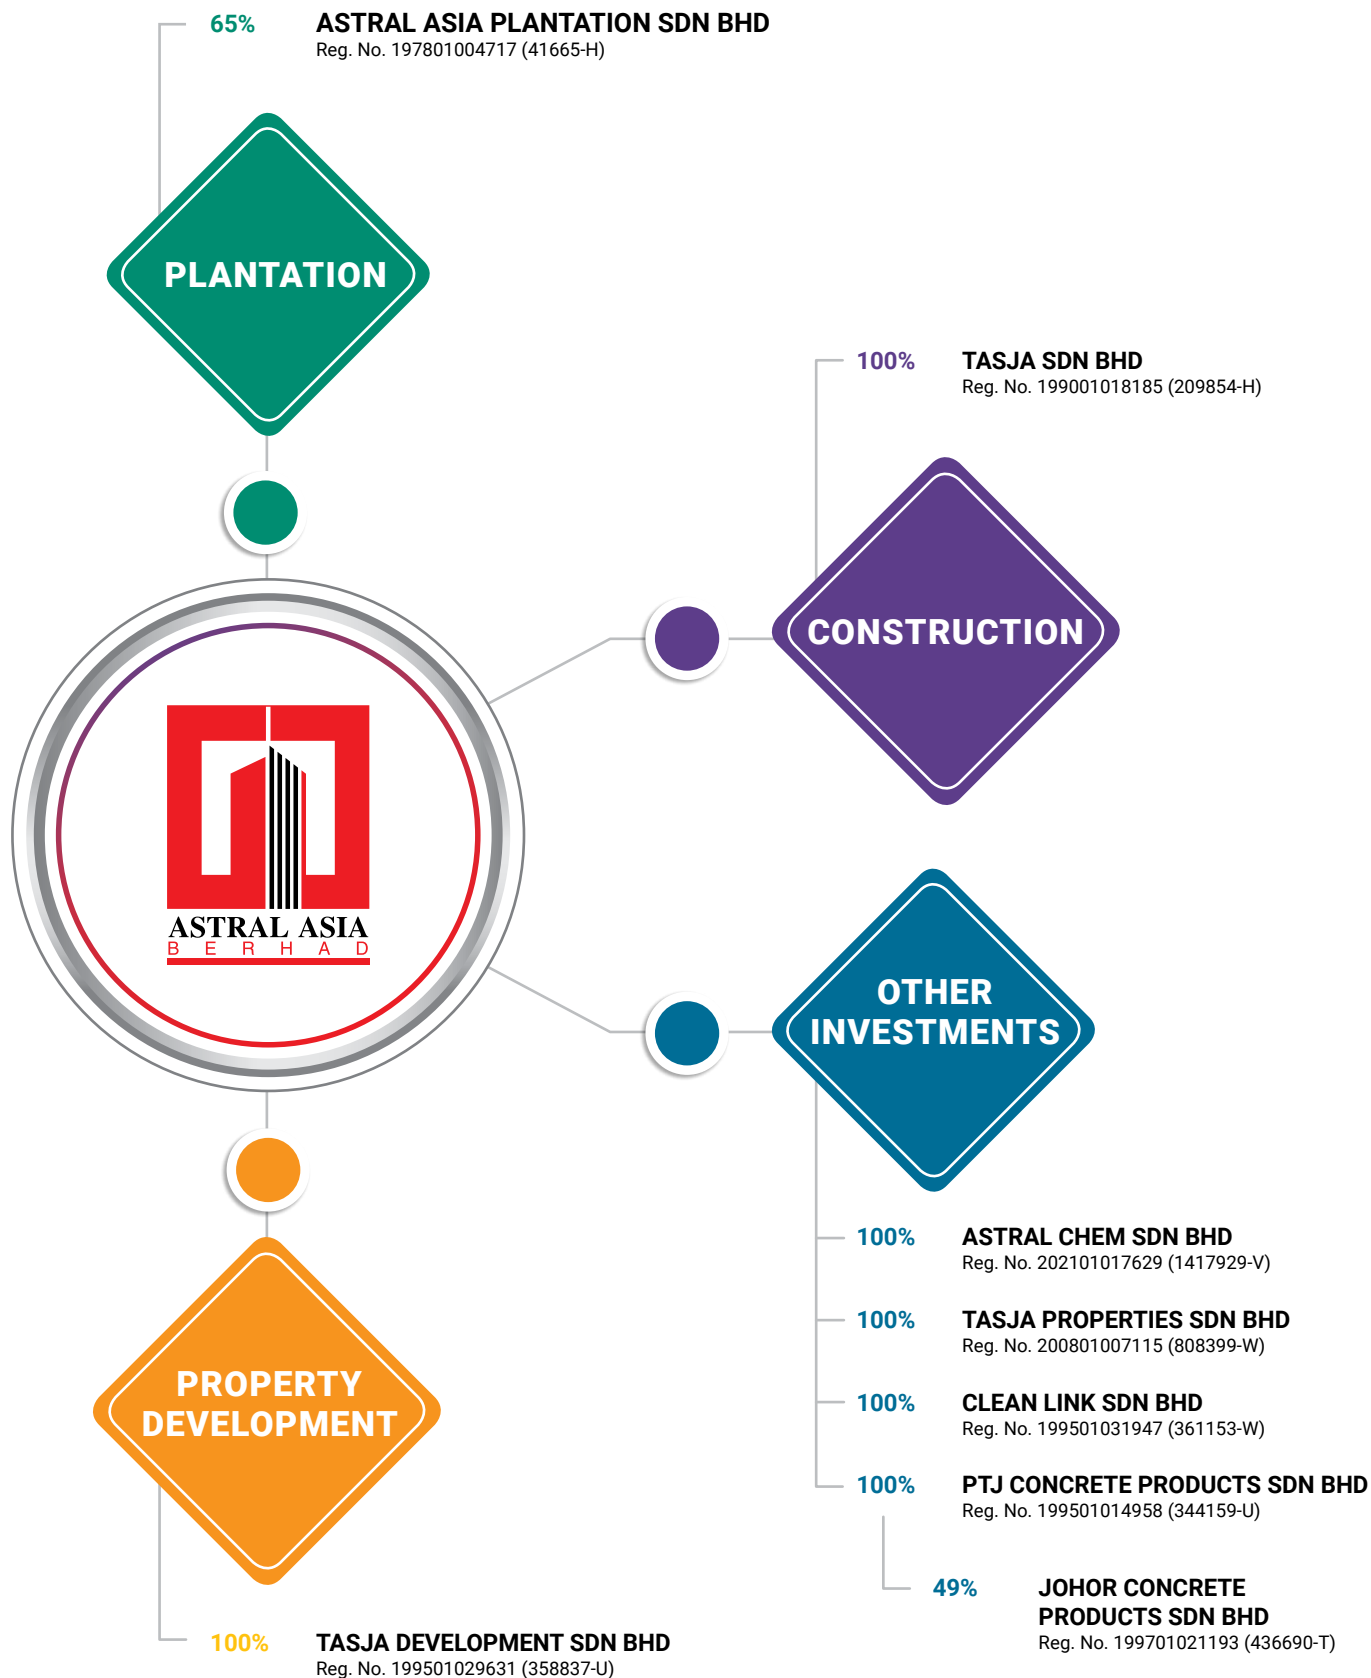 65%
ASTRAL ASIA PLANTATION SDN BHD
Reg. No. 197801004717 (41665-H)
PLANTATION
100%
TASJA SDN BHD
Reg. No. 199001018185 (209854-H)
CONSTRUCTION
ASTRAL ASIA
BERHAD
OTHER
INVESTMENTS
100%
ASTRAL CHEM SDN BHD
Reg. No. 202101017629 (1417929-V)
100%
TASJA PROPERTIES SDN BHD
Reg. No. 200801007115 (808399-W)
100%
CLEAN LINK SDN BHD
Reg. No. 199501031947 (361153-W)
100%
PTJ CONCRETE PRODUCTS SDN BHD
Reg. No. 199501014958 (344159-U)
49%
JOHOR CONCRETE
PRODUCTS SDN BHD
Reg. No. 199701021193 (436690-T)
PROPERTY
DEVELOPMENT
100%
TASJA DEVELOPMENT SDN BHD
Reg. No. 199501029631 (358837-U)